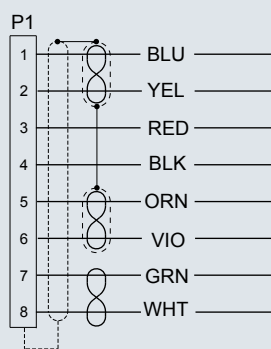 P1
1 BLU
2 YEL
3 RED
4 BLK
5 ORN
6 VIO
7 GRN
8 WHT